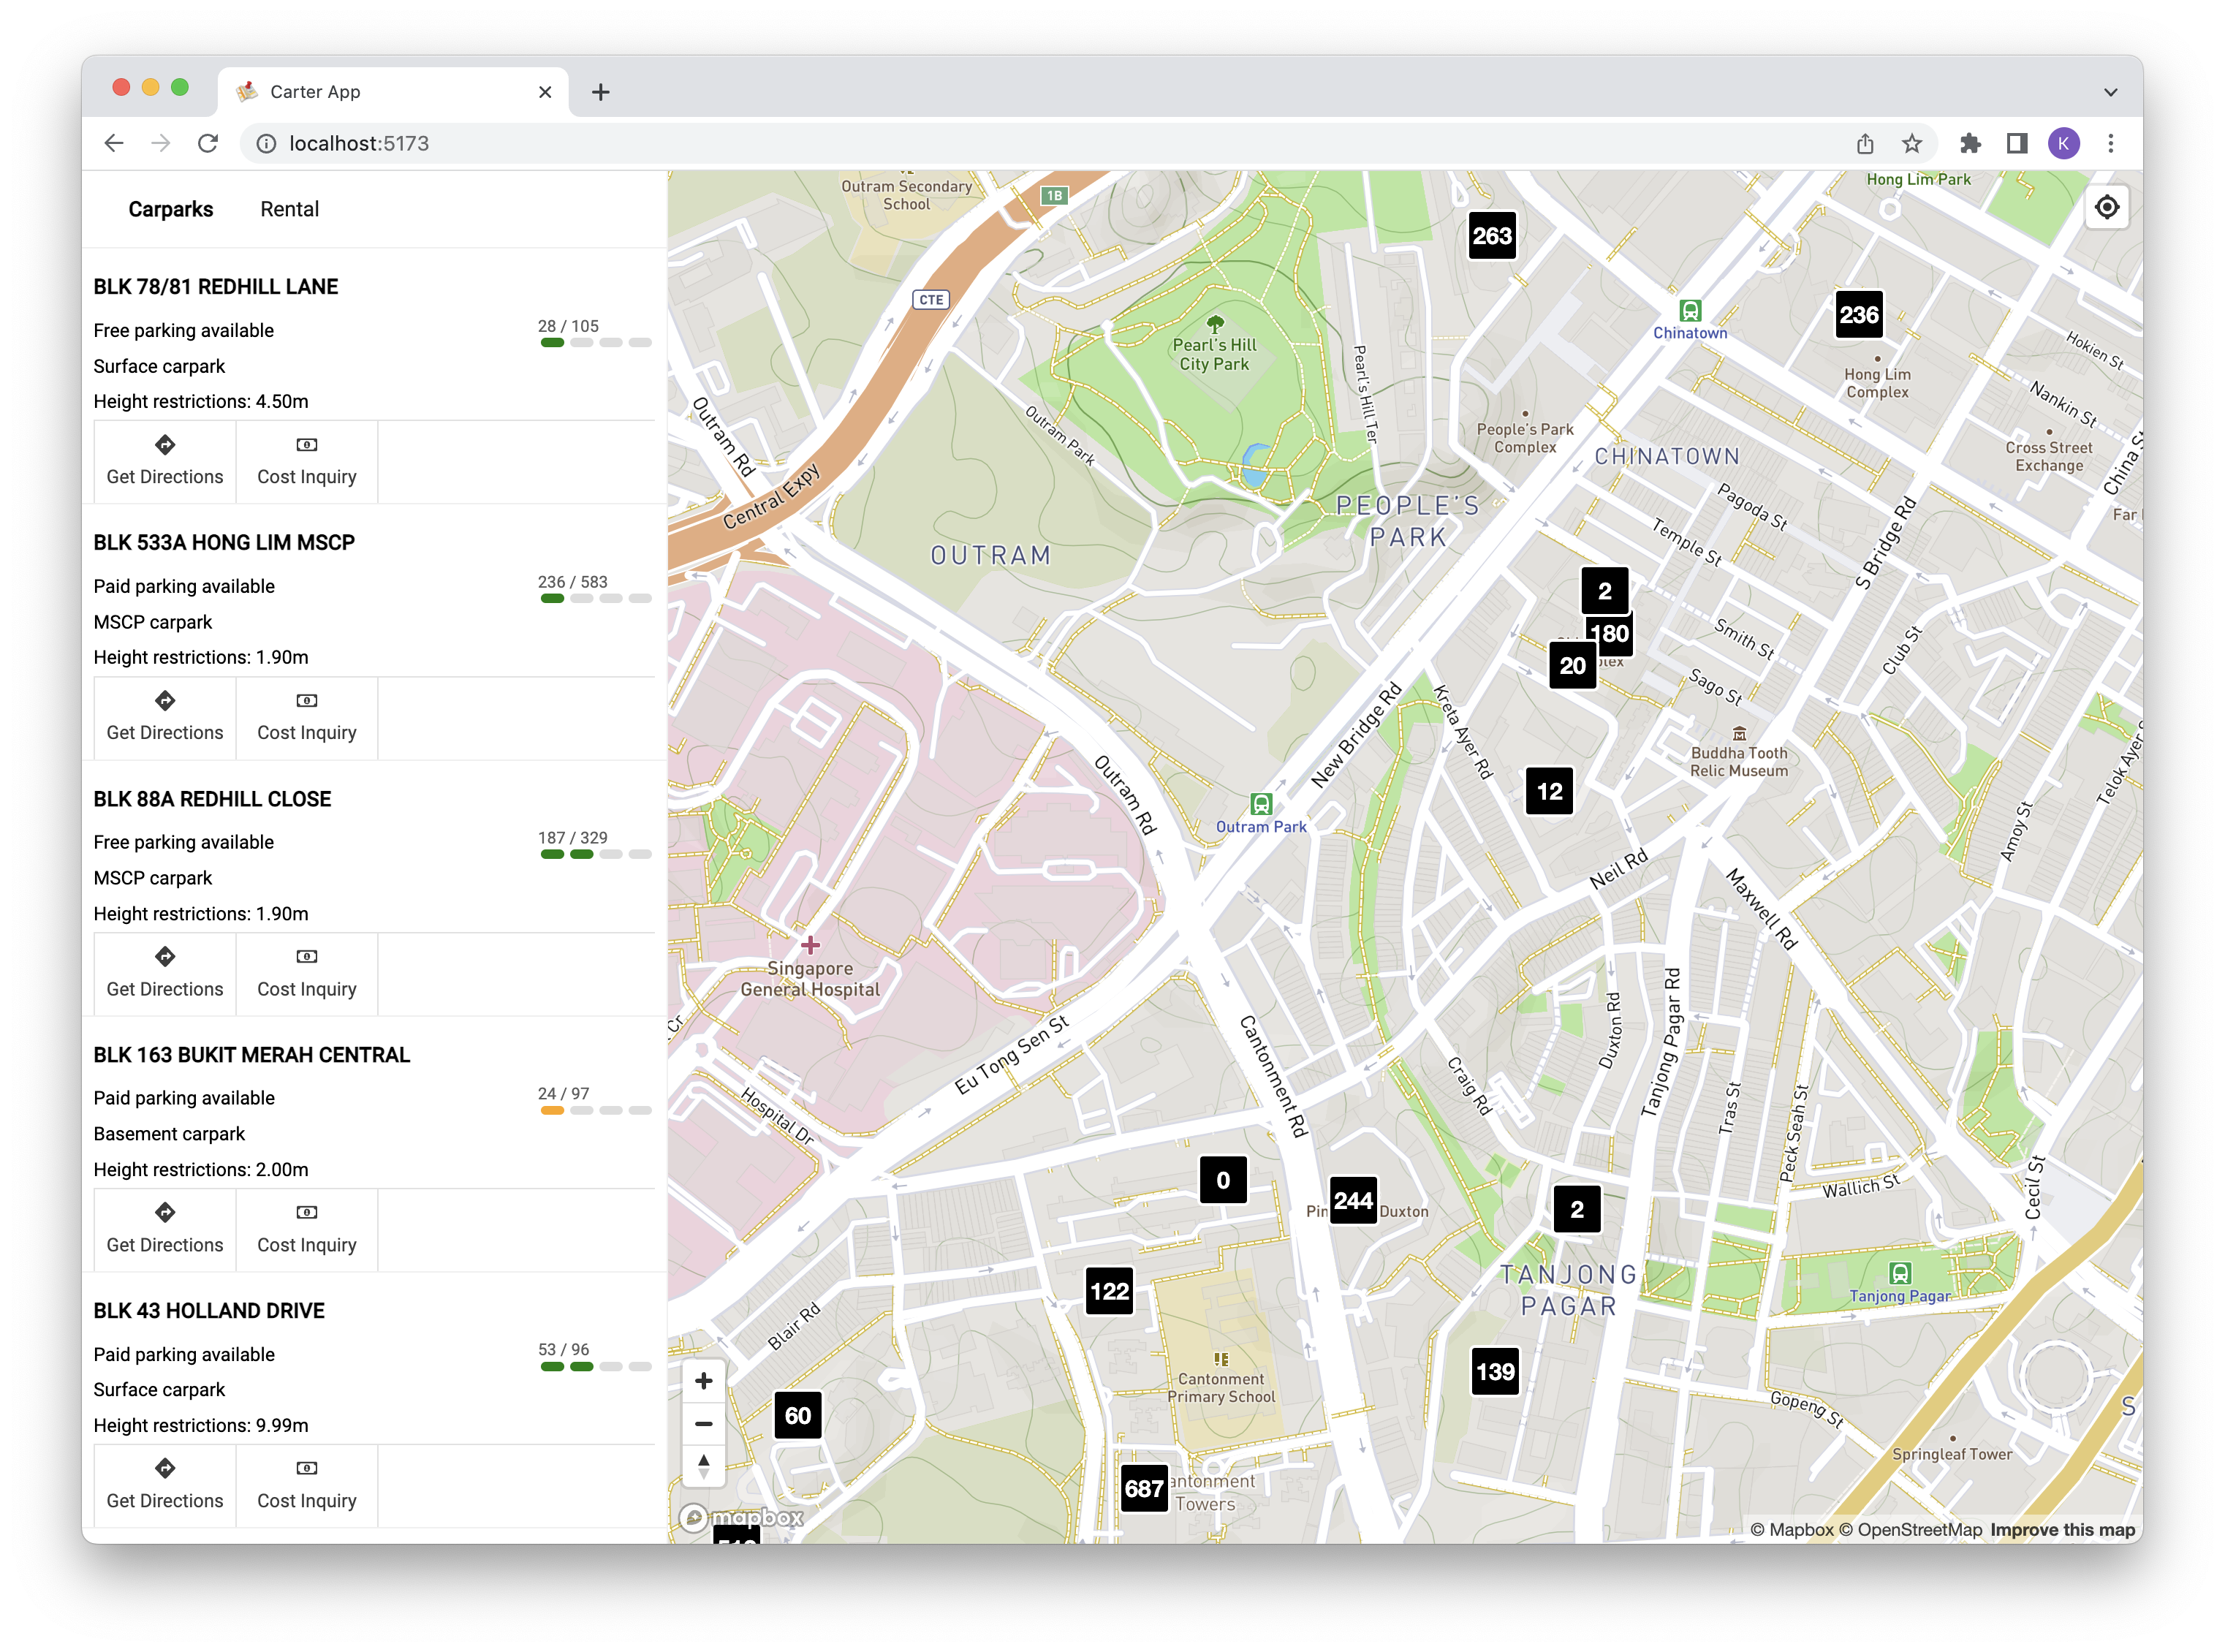 Carter App
localhost:5173
K
Carparks
Rental
BLK 78/81 REDHILL LANE
Free parking available
28 / 105
Surface carpark
Height restrictions: 4.50m
Get Directions
Cost Inquiry
BLK 533A HONG LIM MSCP
Paid parking available
236 / 583
MSCP carpark
Height restrictions: 1.90m
Get Directions
Cost Inquiry
BLK 88A REDHILL CLOSE
Free parking available
187 / 329
MSCP carpark
Height restrictions: 1.90m
Get Directions
Cost Inquiry
BLK 163 BUKIT MERAH CENTRAL
Paid parking available
24 / 97
Basement carpark
Height restrictions: 2.00m
Get Directions
Cost Inquiry
BLK 43 HOLLAND DRIVE
Paid parking available
53 / 96
Surface carpark
Height restrictions: 9.99m
Get Directions
Cost Inquiry
Outram Secondary
School
1B
Hong Lim Park
263
CTE
236
Chinatown
Pearl's Hill
City Park
Pearl's Hill Ter
Hokien St
Hong Lim
Complex
Nankin St
Outram Rd
Outram Park
People's Park
Complex
Cross Street
Exchange
China St
CHINATOWN
Central Expy
PEOPLE'S
PARK
Pagoda St
Far
OUTRAM
Temple St
S Bridge Rd
2
180
20
Smith St
Club St
Sago St
New Bridge Rd
Kreta Ayer Rd
Buddha Tooth
Relic Museum
Telok Ayer
Outram Rd
12
Outram Park
Amoy St
Neil Rd
Maxwell Rd
Singapore
General Hospital
Eu Tong Sen St
Cantonment Rd
Duxton Rd
Tanjong Pagar Rd
Craig Rd
Tras St
Peck Seah St
Hospital Dr
0
244
Duxton
2
Wallich St
Cecil St
122
TANJONG
PAGAR
Tanjong Pagar
Blair Rd
139
Cantonment
Primary School
60
Gopeng St
S
Springleaf Tower
687
antonment
Towers
mapbox
© Mapbox © OpenStreetMap Improve this map